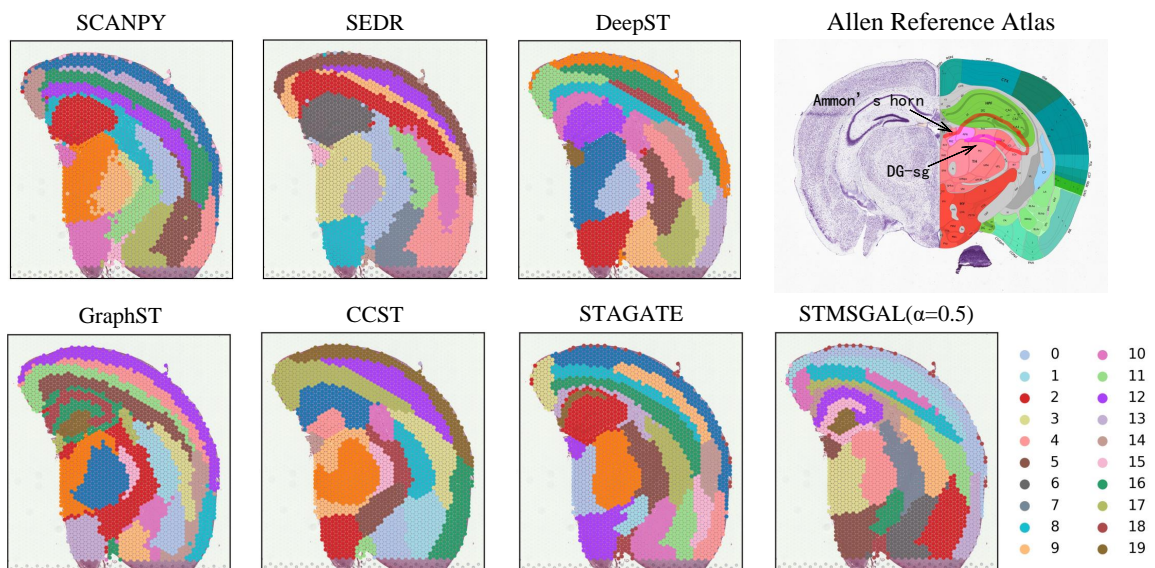 SCANPY
SEDR
DeepST
Allen Reference Atlas
Ammon's horn
DG-sg
GraphST
CCST
STAGATE
STMSGAL(α=0.5)
0 10
1 11
2 12
3 13
4 14
5 15
6 16
7 17
8 18
9 19